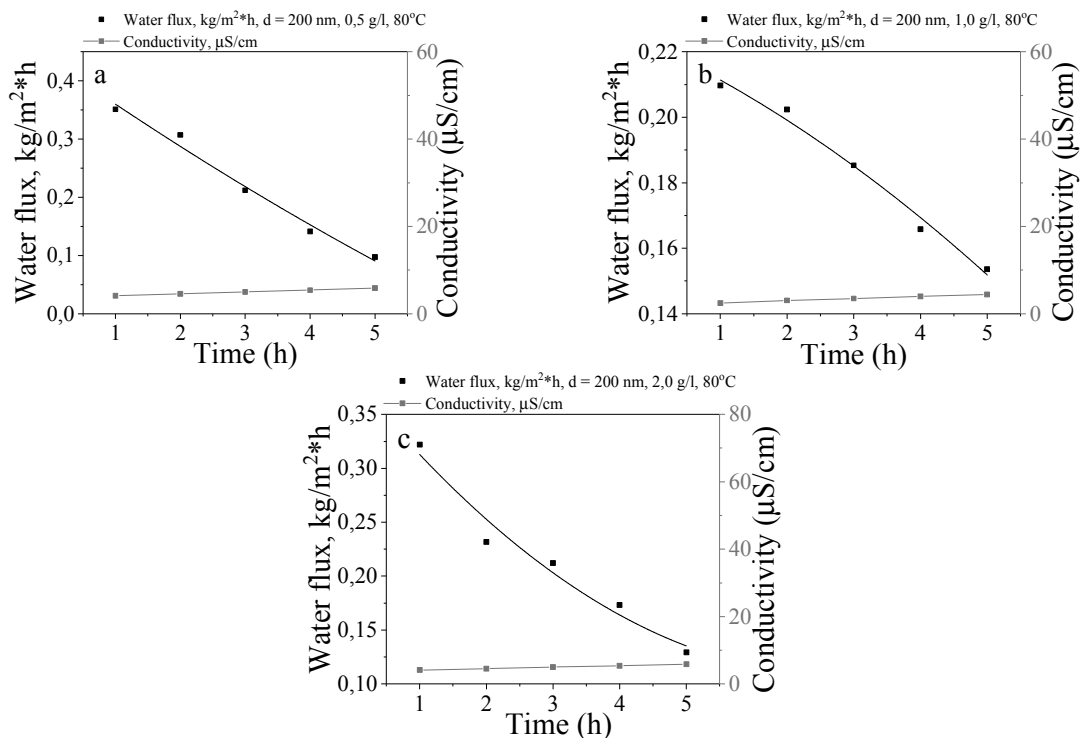 Water flux, kg/m²*h, d = 200 nm, 0,5 g/l, 80°C
Conductivity, µS/cm
a
Water flux, kg/m²*h
0,4
0,3
0,2
0,1
0,0
60
40
20
0
Conductivity (µS/cm)
1 2 3 4 5
Time (h)
Water flux, kg/m²*h, d = 200 nm, 1,0 g/l, 80°C
Conductivity, µS/cm
b
Water flux, kg/m²*h
0,22
0,20
0,18
0,16
0,14
60
40
20
0
Conductivity (µS/cm)
1 2 3 4 5
Time (h)
Water flux, kg/m²*h, d = 200 nm, 2,0 g/l, 80°C
Conductivity, µS/cm
c
Water flux, kg/m²*h
0,35
0,30
0,25
0,20
0,15
0,10
80
60
40
20
0
Conductivity (µS/cm)
1 2 3 4 5
Time (h)